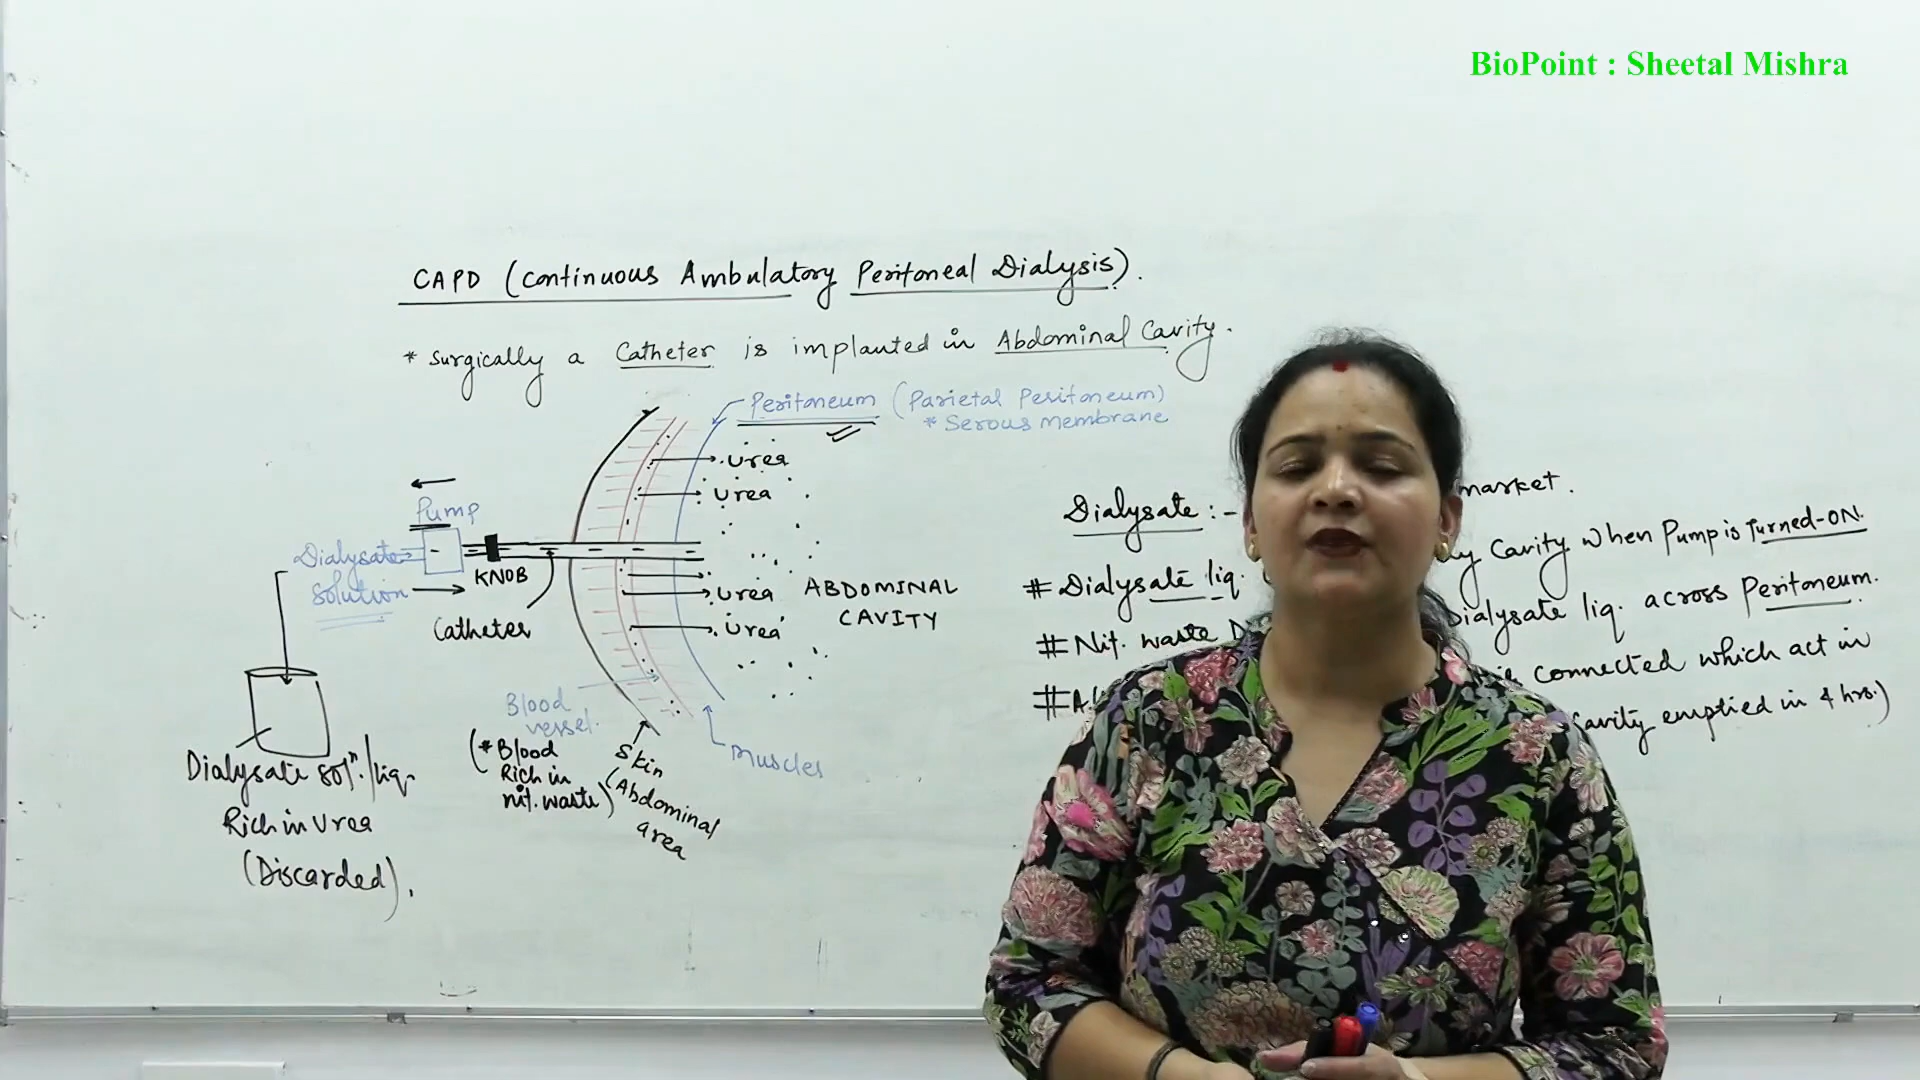 BioPoint : Sheetal Mishra
CAPD (Continuous Ambulatory Peritoneal Dialysis).
* Surgically a Catheter is implanted in Abdominal Cavity.
Peritoneum (Parietal Peritoneum)
* Serous membrane
Urea
Urea
Pump
Dialysate
Solution
KNOB
Catheter
Urea
Urea
ABDOMINAL
CAVITY
Blood
vessel.
(* Blood
Rich in
nit. waste)
Skin
(Abdominal
area
Muscles
Dialysate solⁿ./liq.
Rich in Urea
(Discarded).
Dialysate :- market.
# Dialysate liq. Cavity when Pump is Turned-ON.
# Nit. waste Dialysate liq. across Peritoneum.
# connected which act in
Cavity emptied in 4 hrs.)